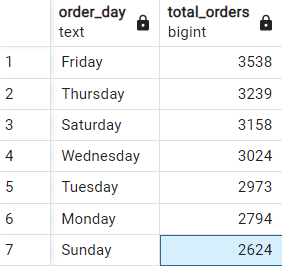 order_day total_orders
text bigint
1 Friday 3538
2 Thursday 3239
3 Saturday 3158
4 Wednesday 3024
5 Tuesday 2973
6 Monday 2794
7 Sunday 2624